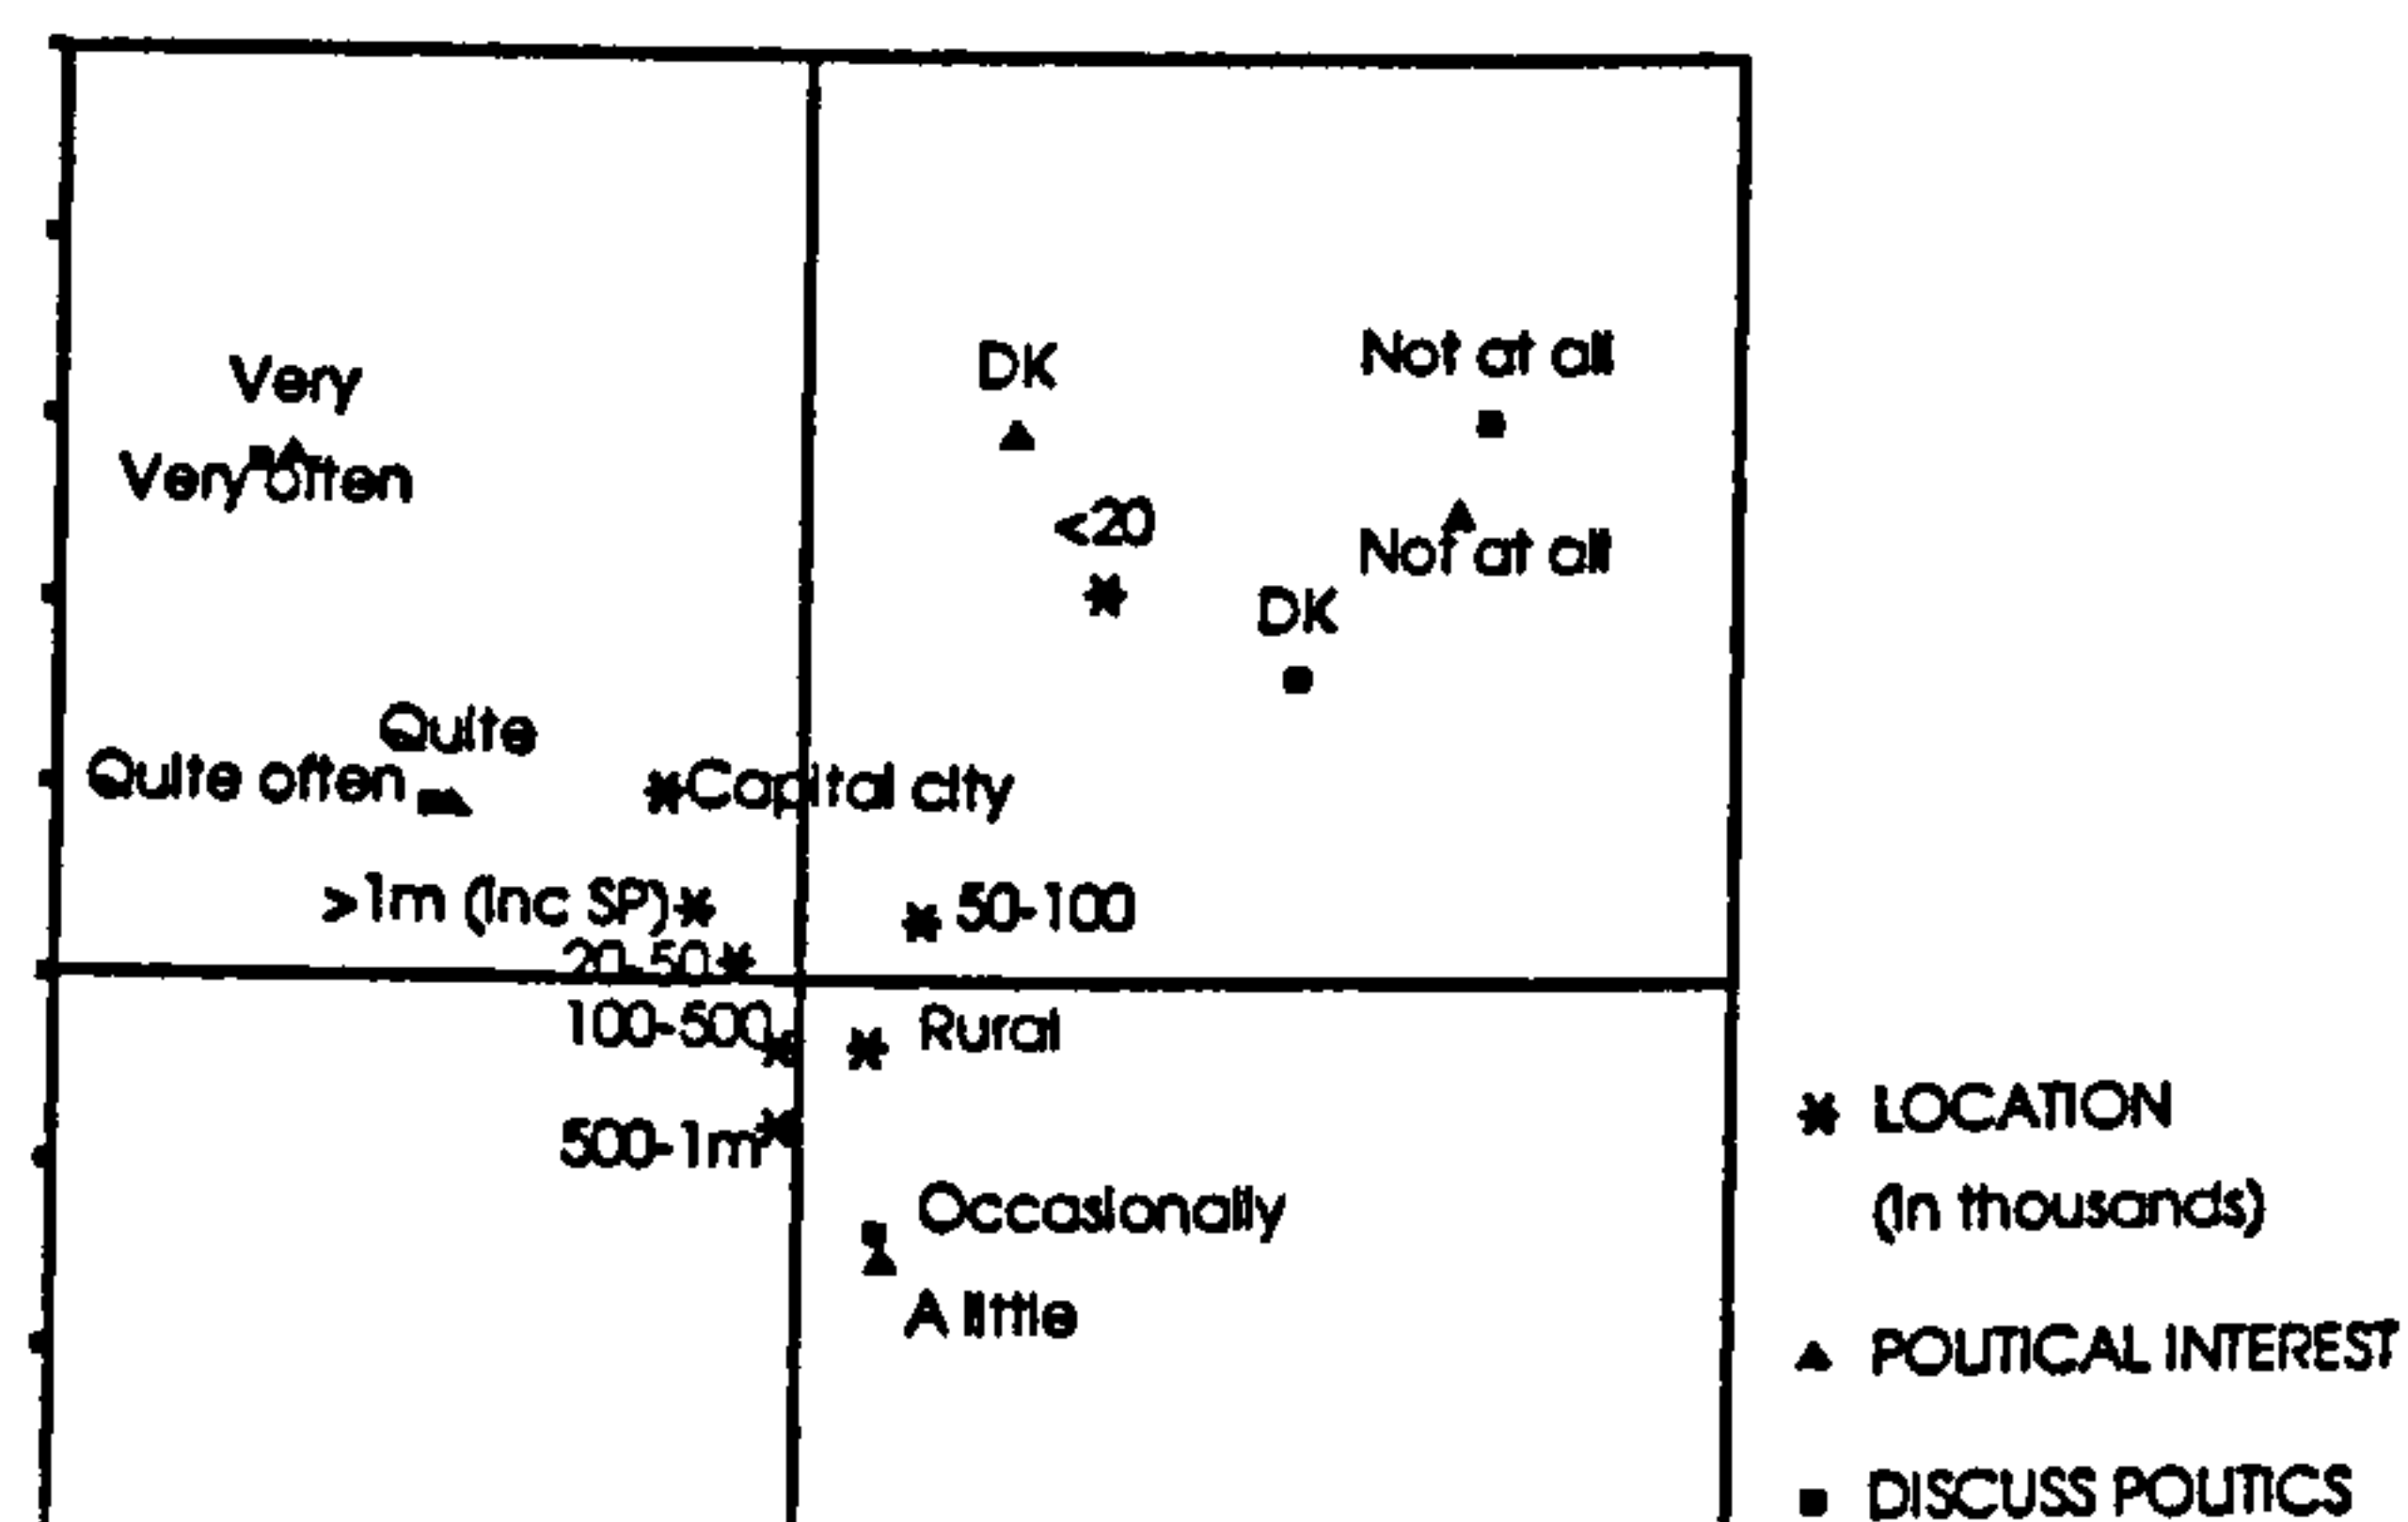 Very
DK
Not at all
Very often
<20
Not at all
DK
Quite
Quite often
Capital city
>1m (inc SP)
50-100
20-50
100-500
Rural
500-1m
LOCATION
(in thousands)
Occasionally
A little
POLITICAL INTEREST
DISCUSS POLITICS